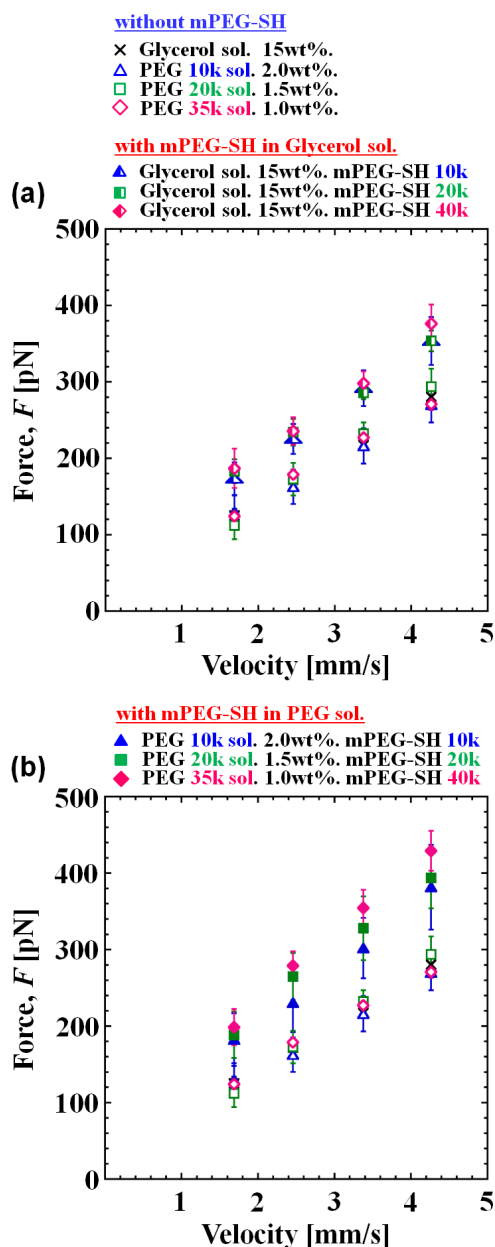 without mPEG-SH
Glycerol sol. 15wt%.
PEG 10k sol. 2.0wt%.
PEG 20k sol. 1.5wt%.
PEG 35k sol. 1.0wt%.
with mPEG-SH in Glycerol sol.
Glycerol sol. 15wt%. mPEG-SH 10k
Glycerol sol. 15wt%. mPEG-SH 20k
Glycerol sol. 15wt%. mPEG-SH 40k
(a)
500
400
300
200
100
0
Force, F [pN]
1 2 3 4 5
Velocity [mm/s]
with mPEG-SH in PEG sol.
PEG 10k sol. 2.0wt%. mPEG-SH 10k
PEG 20k sol. 1.5wt%. mPEG-SH 20k
PEG 35k sol. 1.0wt%. mPEG-SH 40k
(b)
500
400
300
200
100
0
Force, F [pN]
1 2 3 4 5
Velocity [mm/s]